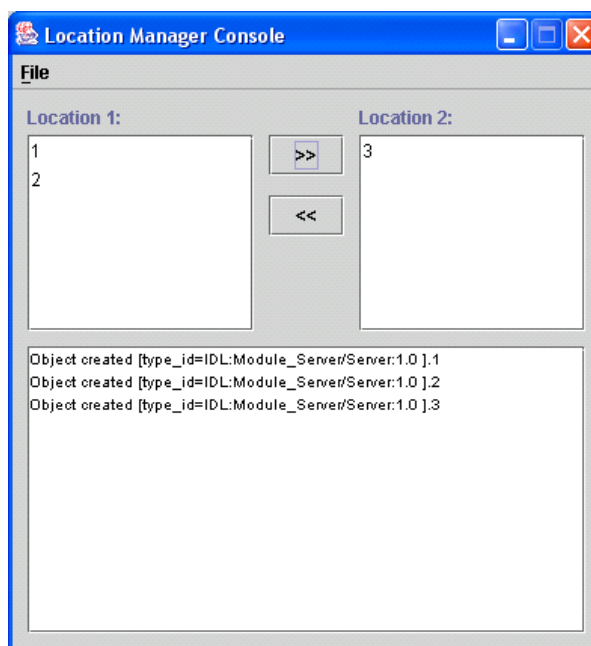 Location Manager Console
File
Location 1:
Location 2:
1
2
>>
3
<<
Object created [type_id=IDL:Module_Server/Server:1.0 ].1
Object created [type_id=IDL:Module_Server/Server:1.0 ].2
Object created [type_id=IDL:Module_Server/Server:1.0 ].3